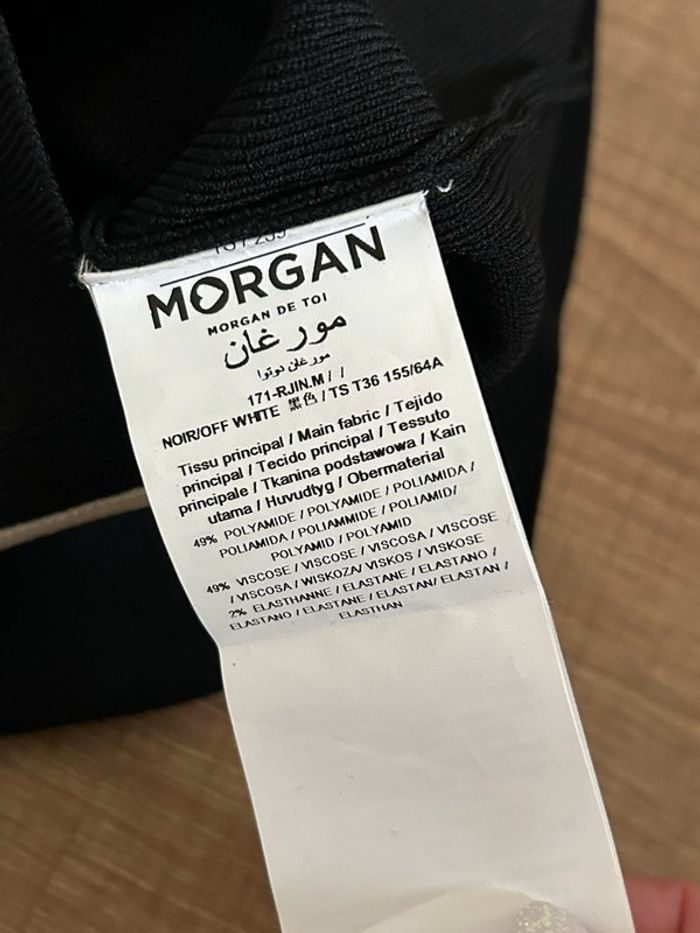 MORGAN
MORGAN DE TOI
مورغان
مورغان دوتوا
171-RJIN.M / /
NOIR/OFF WHITE 黑色 / TS T36 155/64A
Tissu principal / Main fabric / Tejido
principal / Tecido principal / Tessuto
principale / Tkanina podstawowa / Kain
utama / Huvudtyg / Obermaterial
49% POLYAMIDE / POLYAMIDE / POLIAMIDA /
POLIAMIDA / POLIAMMIDE / POLIAMID/
POLYAMID / POLYAMID
49% VISCOSE / VISCOSE / VISCOSA / VISCOSE
/ VISCOSA / WISKOZA/ VISKOS / VISKOSE
2% ELASTHANNE / ELASTANE / ELASTANO /
ELASTANO / ELASTANE / ELASTAN/ ELASTAN /
ELASTHAN